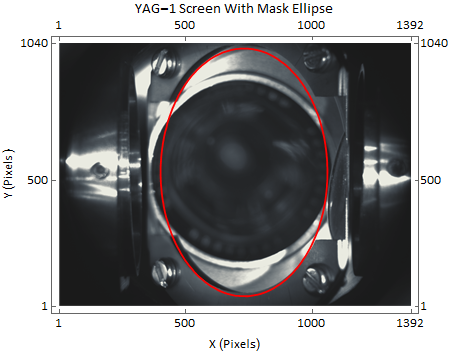 YAG−1 Screen With Mask Ellipse
1 500 1000 1392
1040 1040
500 500
1 1
1 500 1000 1392
Y (Pixels)
X (Pixels)